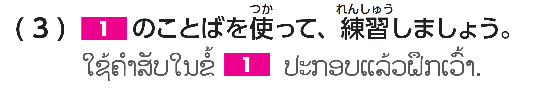 (3) 1 のことばを使って、練習しましょう。
ໃຊ້ຄຳສັບໃນຂໍ້ 1 ປະກອບແລ້ວຝຶກເວົ້າ.